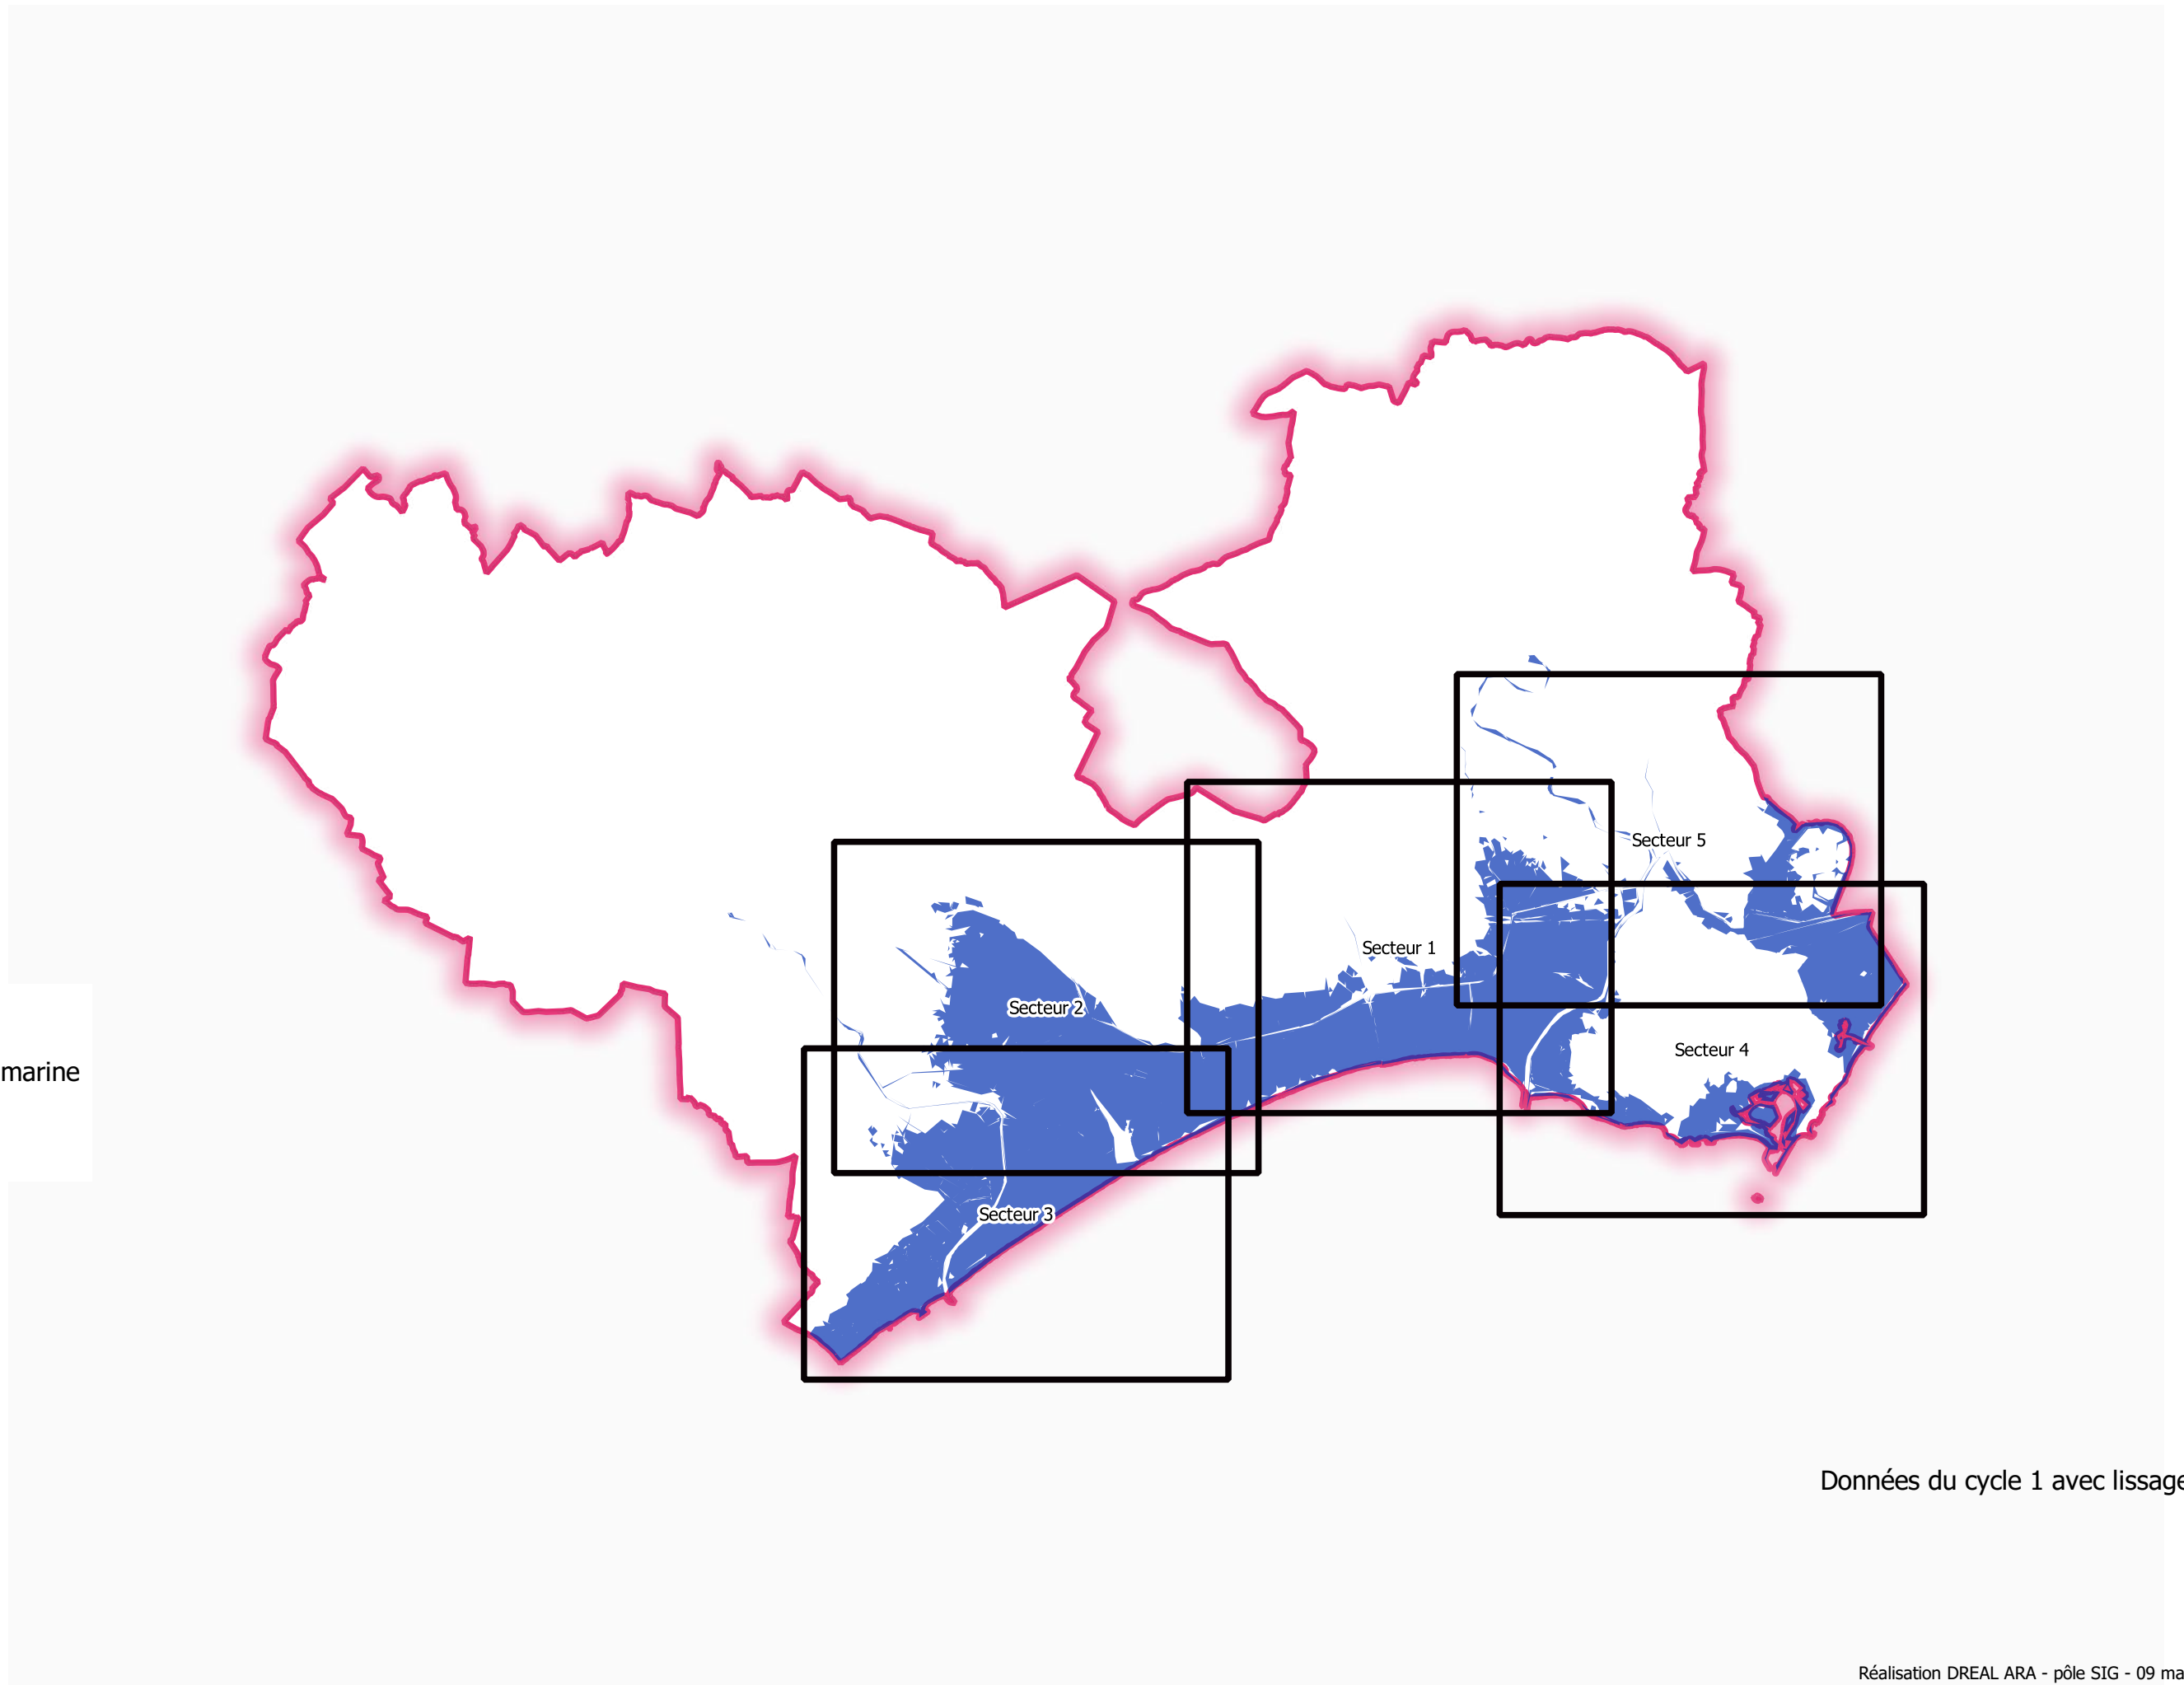 Secteur 5
Secteur 1
Secteur 2
Secteur 4
marine
Secteur 3
Données du cycle 1 avec lissage
Réalisation DREAL ARA - pôle SIG - 09 ma